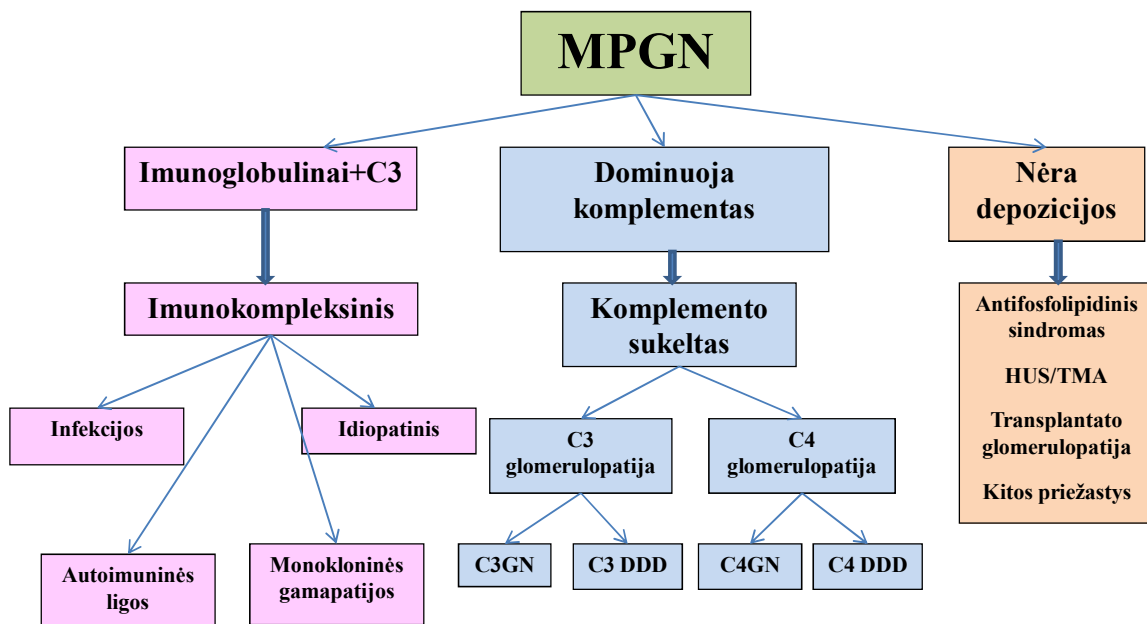 MPGN
Imunoglobulinai+C3
Dominuoja
komplementas
Nėra
depozicijos
Imunokompleksinis
Komplemento
sukeltas
Antifosfolipidinis
sindromas
HUS/TMA
Transplantato
glomerulopatija
Kitos priežastys
Infekcijos
Idiopatinis
C3
glomerulopatija
C4
glomerulopatija
Autoimuninės
ligos
Monokloninės
gamapatijos
C3GN
C3 DDD
C4GN
C4 DDD